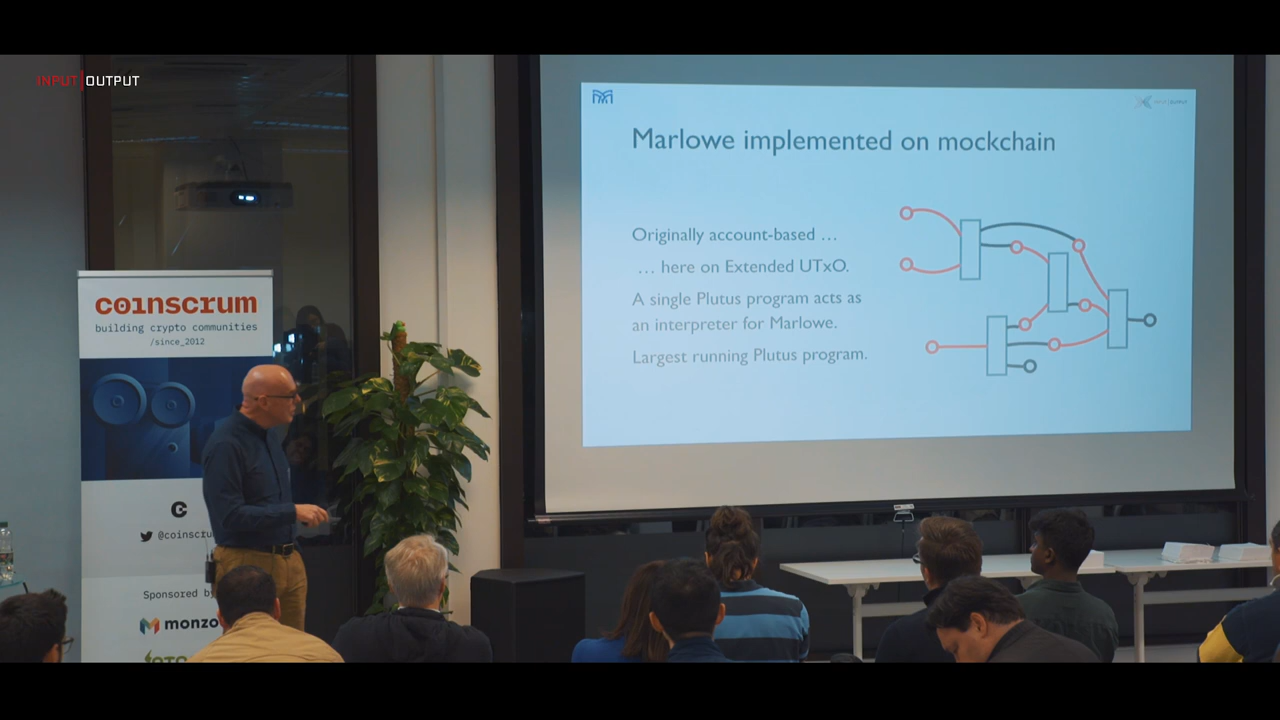 INPUT|OUTPUT
Marlowe implemented on mockchain
Originally account-based …
… here on Extended UTxO.
A single Plutus program acts as
an interpreter for Marlowe.
Largest running Plutus program.
coinscrum
building crypto communities
/since_2012
@coinscru
Sponsored b
monzo